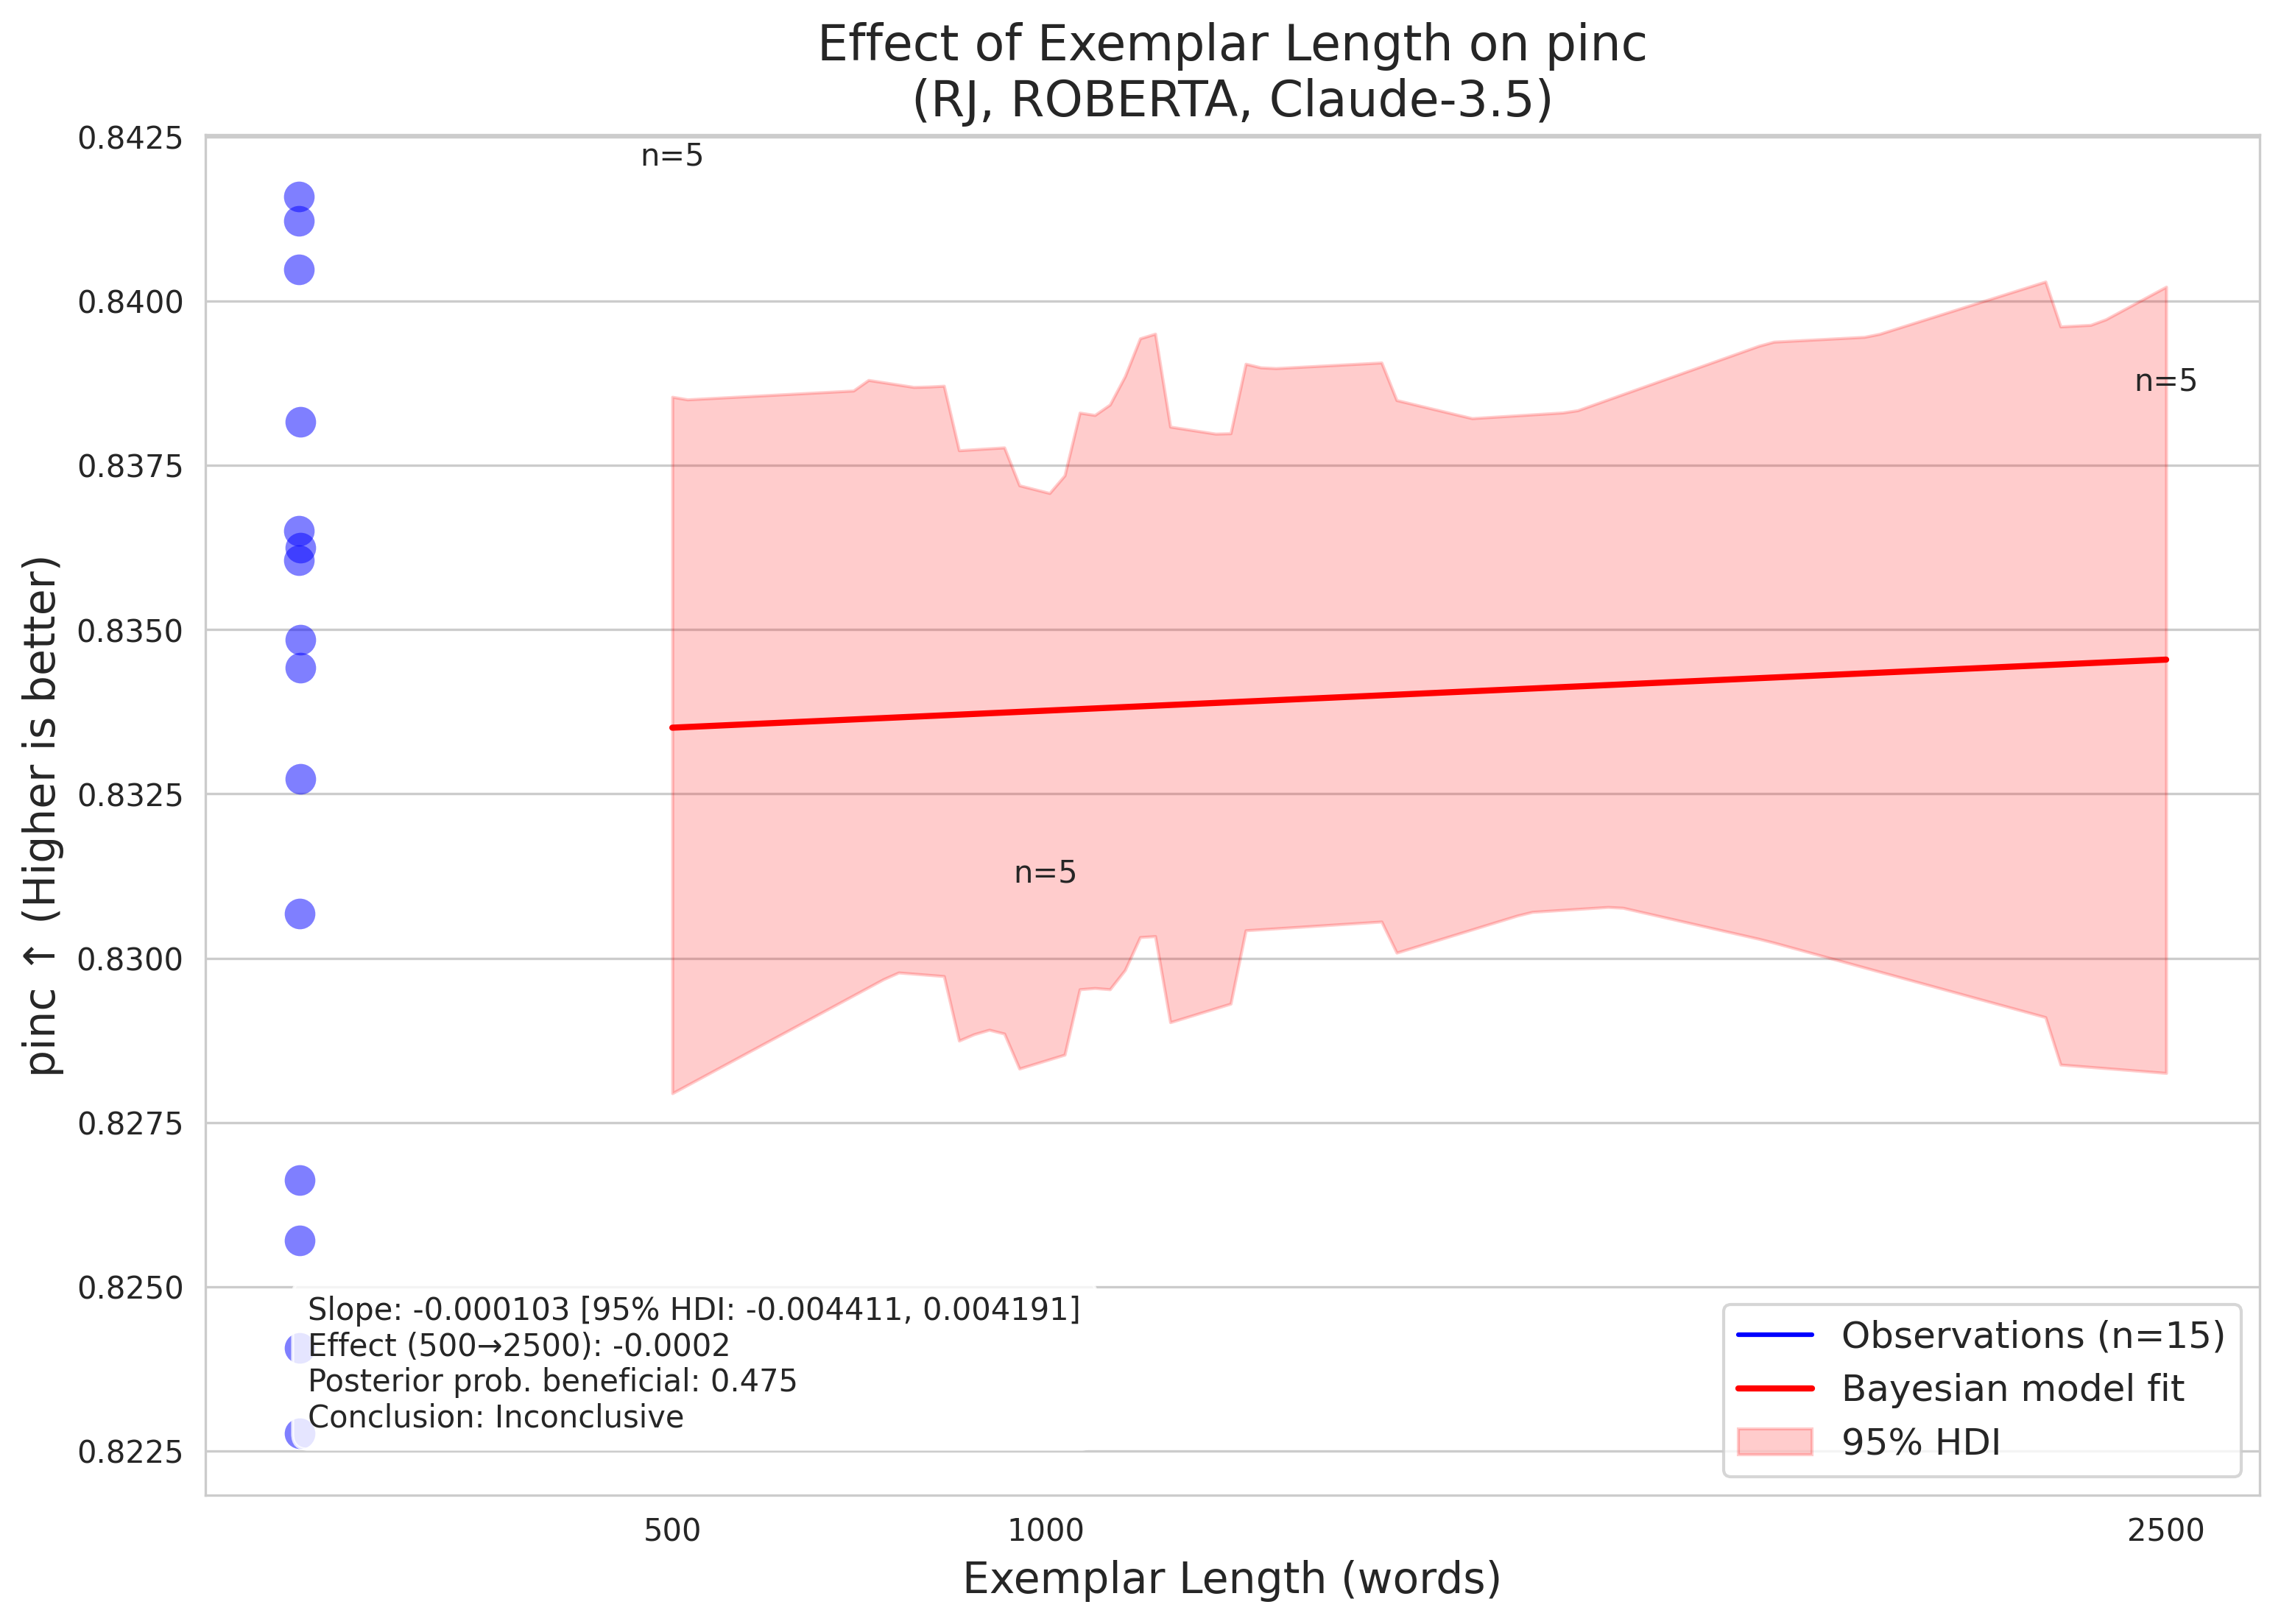 Effect of Exemplar Length on pinc
(RJ, ROBERTA, Claude-3.5)
pinc ↑ (Higher is better)
0.8425
0.8400
0.8375
0.8350
0.8325
0.8300
0.8275
0.8250
0.8225
n=5
n=5
n=5
Slope: -0.000103 [95% HDI: -0.004411, 0.004191]
Effect (500→2500): -0.0002
Posterior prob. beneficial: 0.475
Conclusion: Inconclusive
Observations (n=15)
Bayesian model fit
95% HDI
500 1000 2500
Exemplar Length (words)